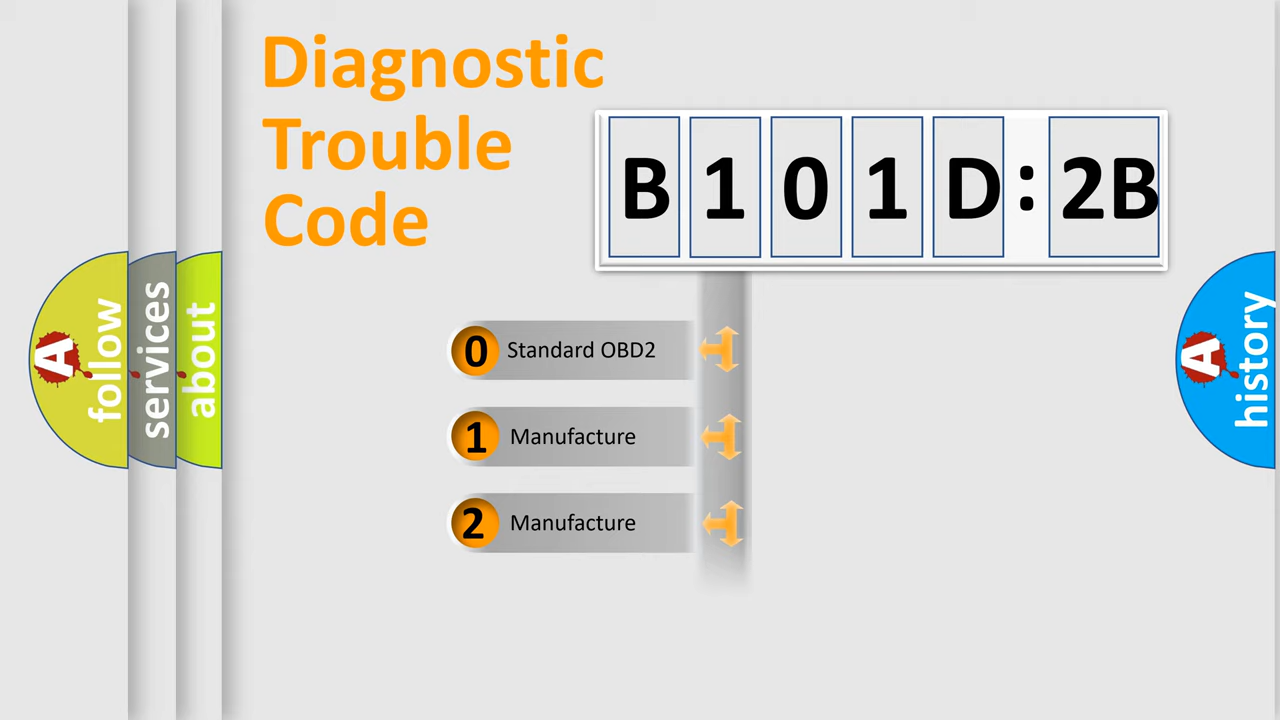 Diagnostic
Trouble
Code
B 1 0 1 D : 2B
0 Standard OBD2
1 Manufacture
2 Manufacture
A follow
services
about
A history